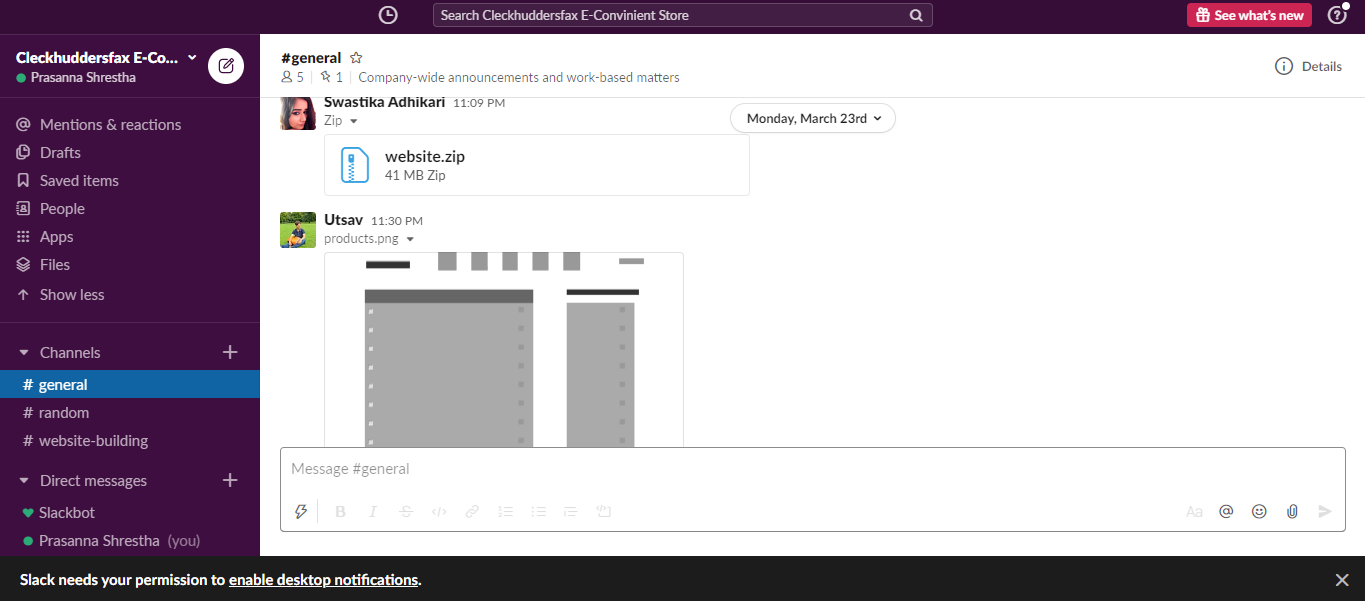 Search Cleckhuddersfax E-Convinient Store
See what's new
Cleckhuddersfax E-Co...
Prasanna Shrestha
Mentions & reactions
Drafts
Saved items
People
Apps
Files
Show less
Channels
# general
# random
# website-building
Direct messages
Slackbot
Prasanna Shrestha (you)
#general
5 | 1 | Company-wide announcements and work-based matters
Details
Monday, March 23rd
Swastika Adhikari 11:09 PM
Zip
website.zip
41 MB Zip
Utsav 11:30 PM
products.png
Message #general
B I S </> Aa @
Slack needs your permission to enable desktop notifications.